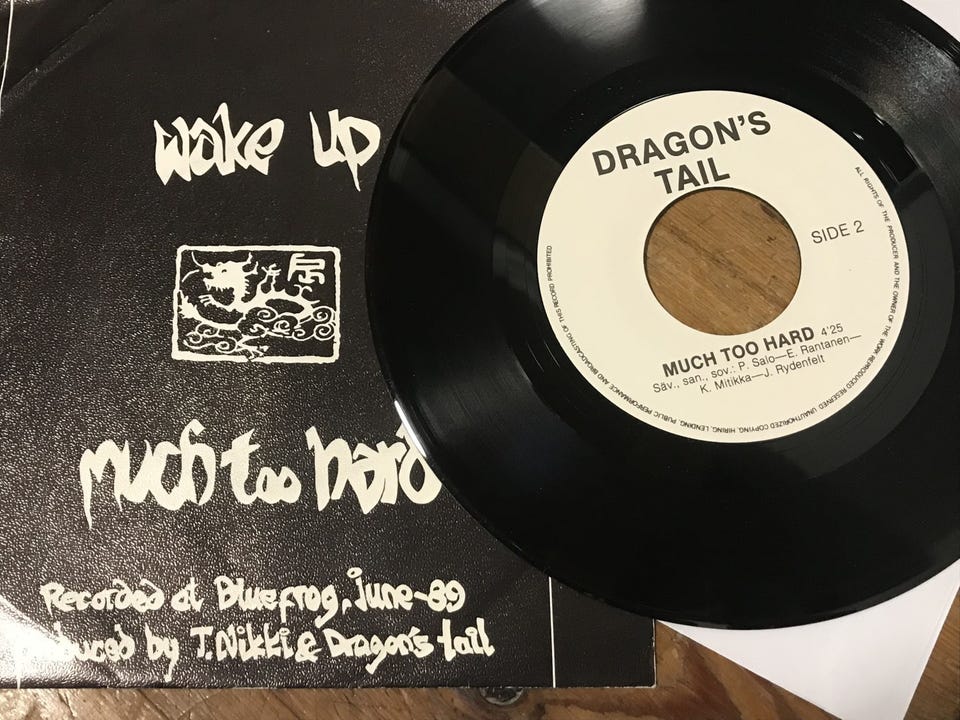 wake up
much too hard
Recorded at Bluefrog, June-89
duced by T. Nikki & Dragon's tail
DRAGON'S
TAIL
SIDE 2
MUCH TOO HARD 4'25
Säv., san., sov.: P. Salo—E. Rantanen—
K. Mitikka—J. Rydenfelt
ALL RIGHTS OF THE PRODUCER AND THE OWNER OF THE WORK REPRODUCED RESERVED UNAUTHORIZED COPYING, HIRING, LENDING, PUBLIC PERFORMANCE AND BROADCASTING OF THIS RECORD PROHIBITED